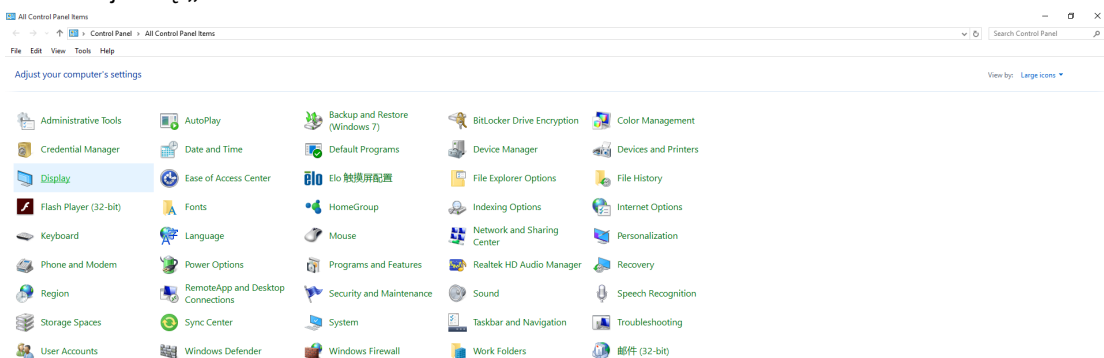 All Control Panel Items
Control Panel › All Control Panel Items
Search Control Panel
File Edit View Tools Help
Adjust your computer's settings
View by: Large icons
Administrative Tools
AutoPlay
Backup and Restore
(Windows 7)
BitLocker Drive Encryption
Color Management
Credential Manager
Date and Time
Default Programs
Device Manager
Devices and Printers
Display
Ease of Access Center
elo
Elo 触摸屏配置
File Explorer Options
File History
Flash Player (32-bit)
Fonts
HomeGroup
Indexing Options
Internet Options
Keyboard
Language
Mouse
Network and Sharing
Center
Personalization
Phone and Modem
Power Options
Programs and Features
Realtek HD Audio Manager
Recovery
Region
RemoteApp and Desktop
Connections
Security and Maintenance
Sound
Speech Recognition
Storage Spaces
Sync Center
System
Taskbar and Navigation
Troubleshooting
User Accounts
Windows Defender
Windows Firewall
Work Folders
邮件 (32-bit)